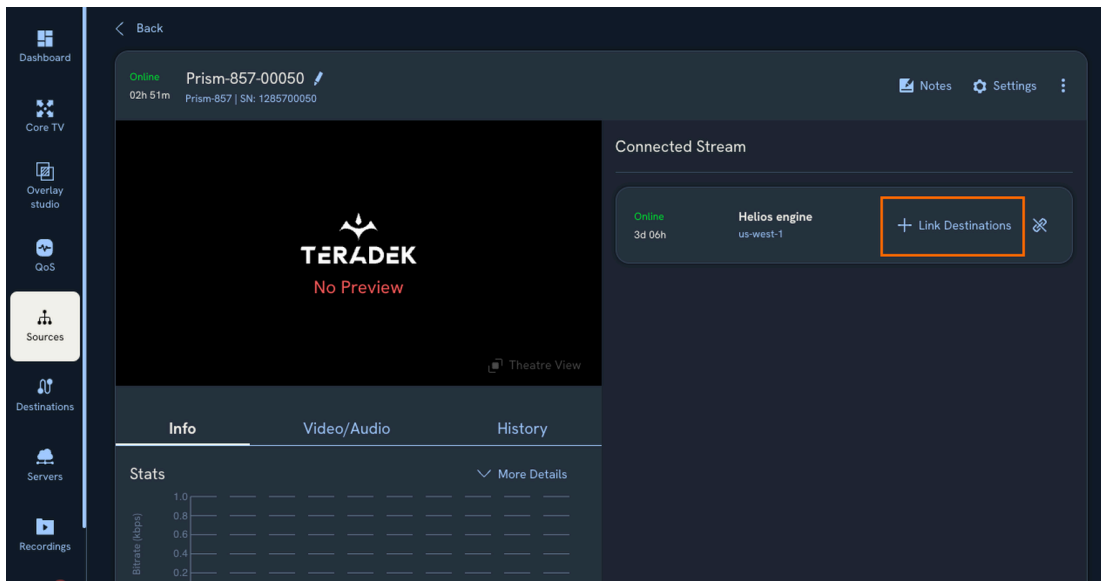 Back
Dashboard
Core TV
Overlay
studio
QoS
Sources
Destinations
Servers
Recordings
Online
02h 51m
Prism-857-00050
Prism-857 | SN: 1285700050
Notes
Settings
TERADEK
No Preview
Theatre View
Connected Stream
Online
3d 06h
Helios engine
us-west-1
Link Destinations
Info
Video/Audio
History
Stats
More Details
Bitrate (kbps)
1.0
0.8
0.6
0.4
0.2